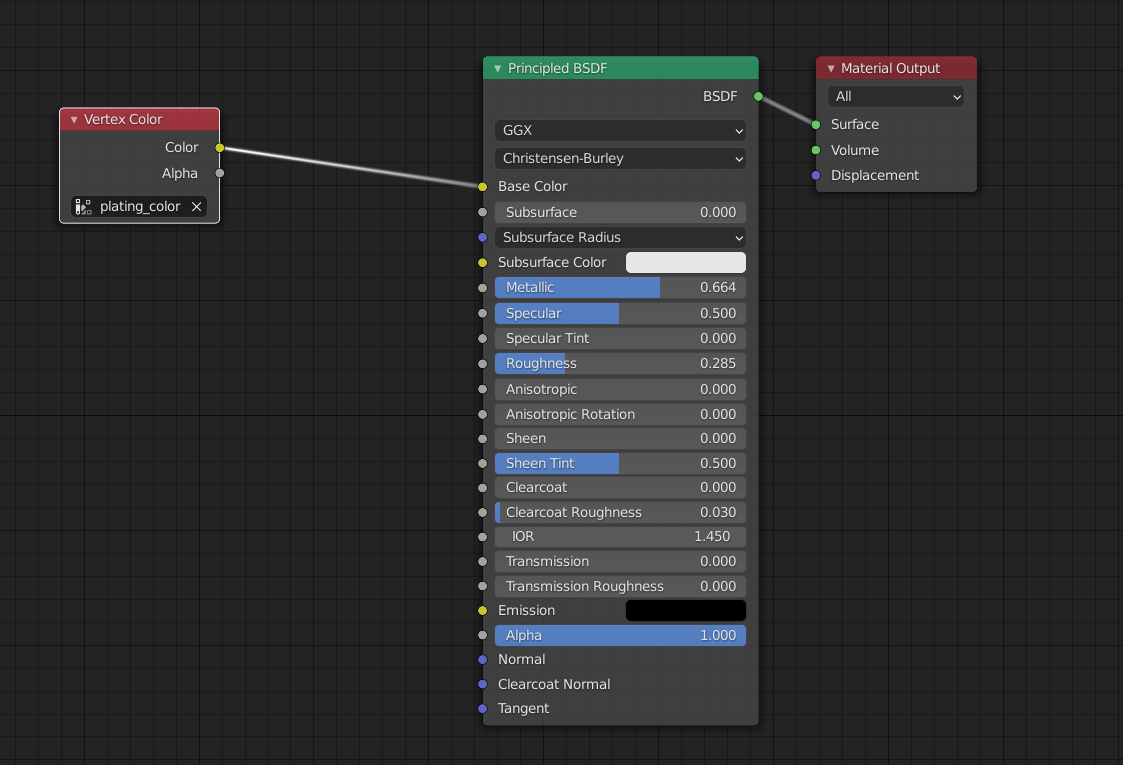 Vertex Color
Color
Alpha
plating_color
Principled BSDF
BSDF
GGX
Christensen-Burley
Base Color
Subsurface 0.000
Subsurface Radius
Subsurface Color
Metallic 0.664
Specular 0.500
Specular Tint 0.000
Roughness 0.285
Anisotropic 0.000
Anisotropic Rotation 0.000
Sheen 0.000
Sheen Tint 0.500
Clearcoat 0.000
Clearcoat Roughness 0.030
IOR 1.450
Transmission 0.000
Transmission Roughness 0.000
Emission
Alpha 1.000
Normal
Clearcoat Normal
Tangent
Material Output
All
Surface
Volume
Displacement